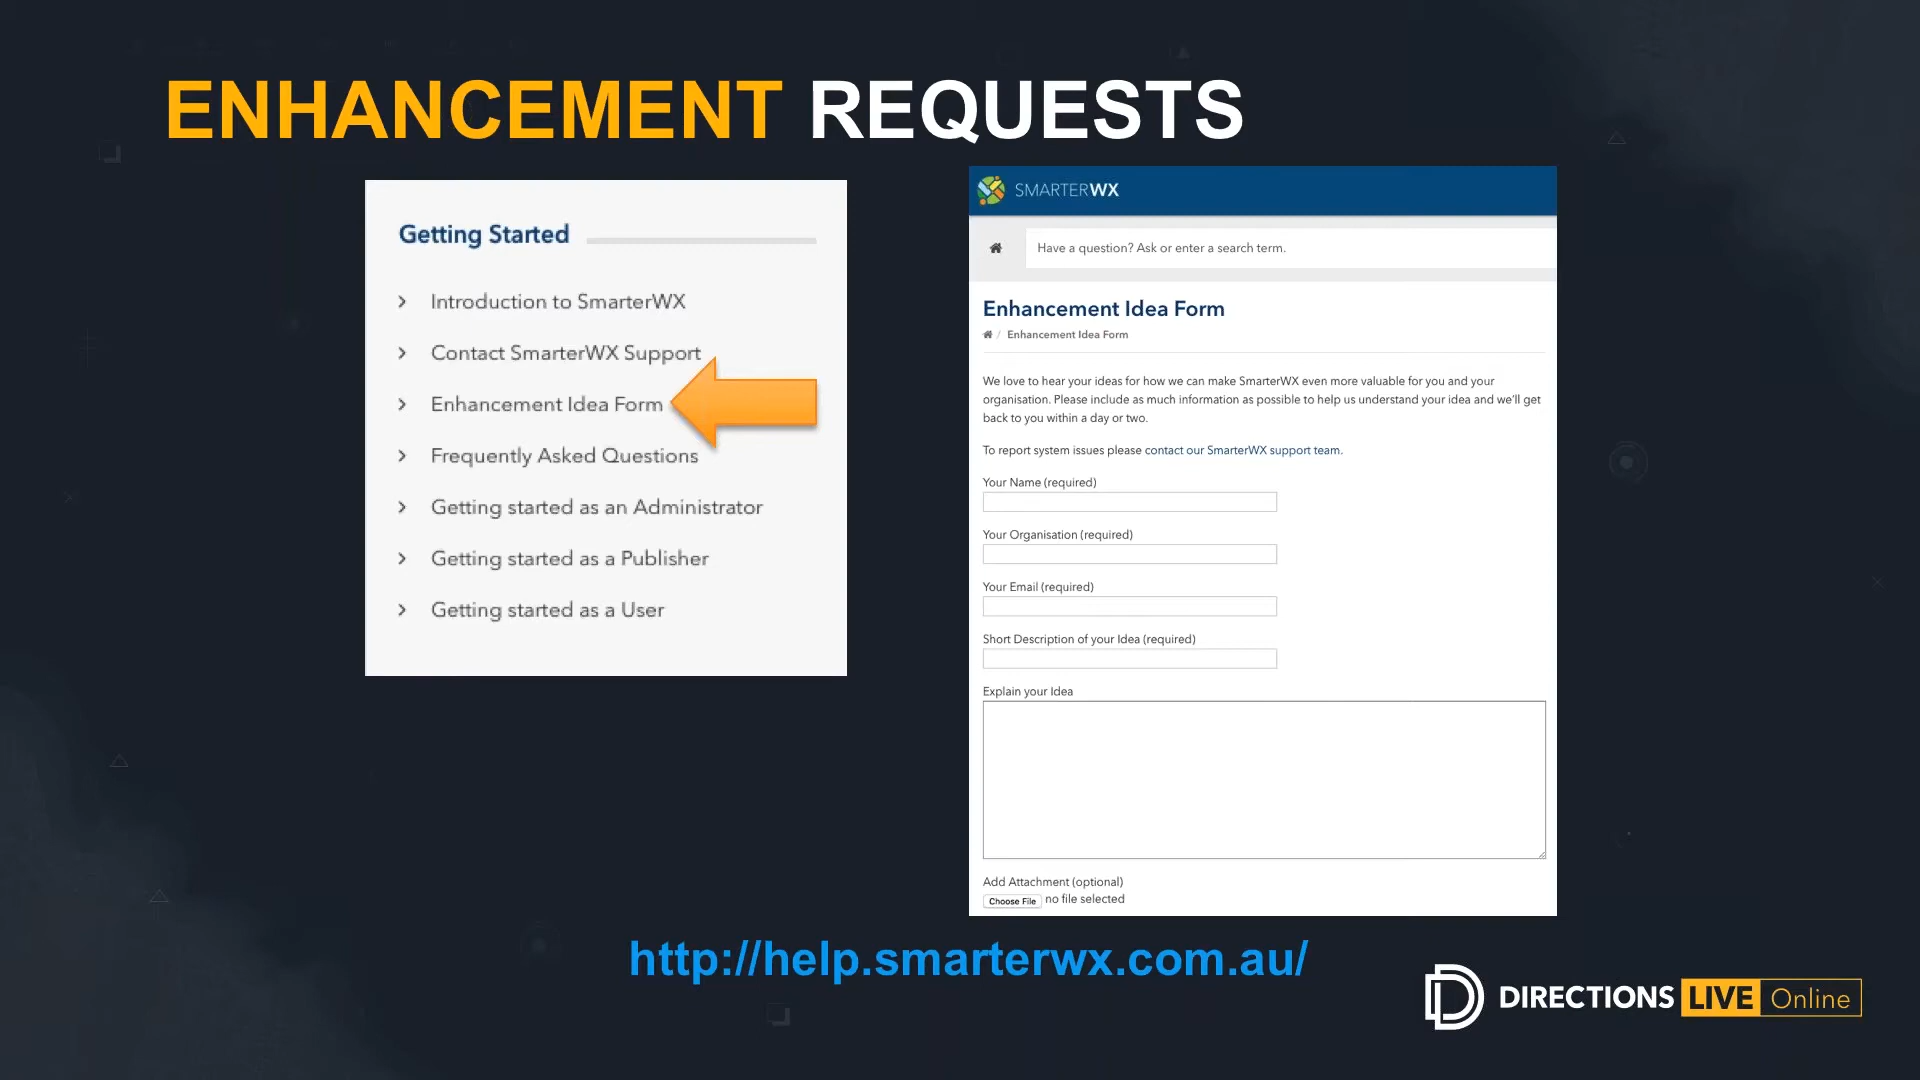 ENHANCEMENT REQUESTS
Getting Started
Introduction to SmarterWX
Contact SmarterWX Support
Enhancement Idea Form
Frequently Asked Questions
Getting started as an Administrator
Getting started as a Publisher
Getting started as a User
SMARTERWX
Have a question? Ask or enter a search term.
Enhancement Idea Form
/ Enhancement Idea Form
We love to hear your ideas for how we can make SmarterWX even more valuable for you and your
organisation. Please include as much information as possible to help us understand your idea and we'll get
back to you within a day or two.
To report system issues please contact our SmarterWX support team.
Your Name (required)
Your Organisation (required)
Your Email (required)
Short Description of your Idea (required)
Explain your Idea
Add Attachment (optional)
Choose File no file selected
http://help.smarterwx.com.au/
DIRECTIONS LIVE Online